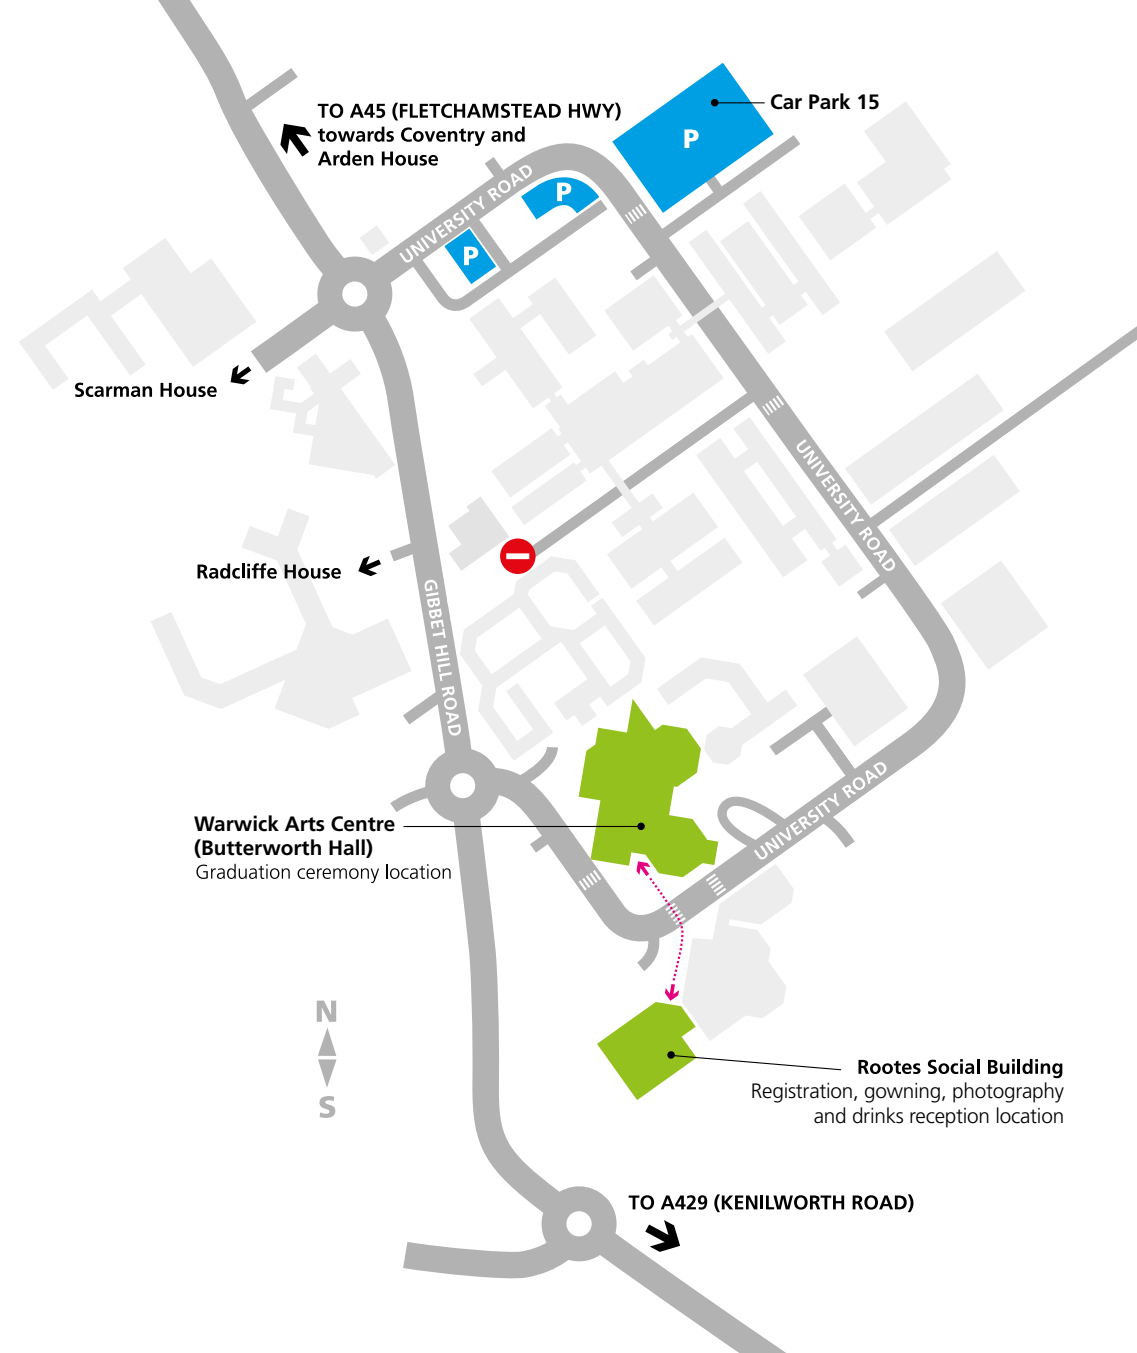 Car Park 15
P
TO A45 (FLETCHAMSTEAD HWY)
towards Coventry and
Arden House
UNIVERSITY ROAD
P
P
Scarman House
UNIVERSITY ROAD
Radcliffe House
GIBBET HILL ROAD
UNIVERSITY ROAD
Warwick Arts Centre
(Butterworth Hall)
Graduation ceremony location
N
S
Rootes Social Building
Registration, gowning, photography
and drinks reception location
TO A429 (KENILWORTH ROAD)